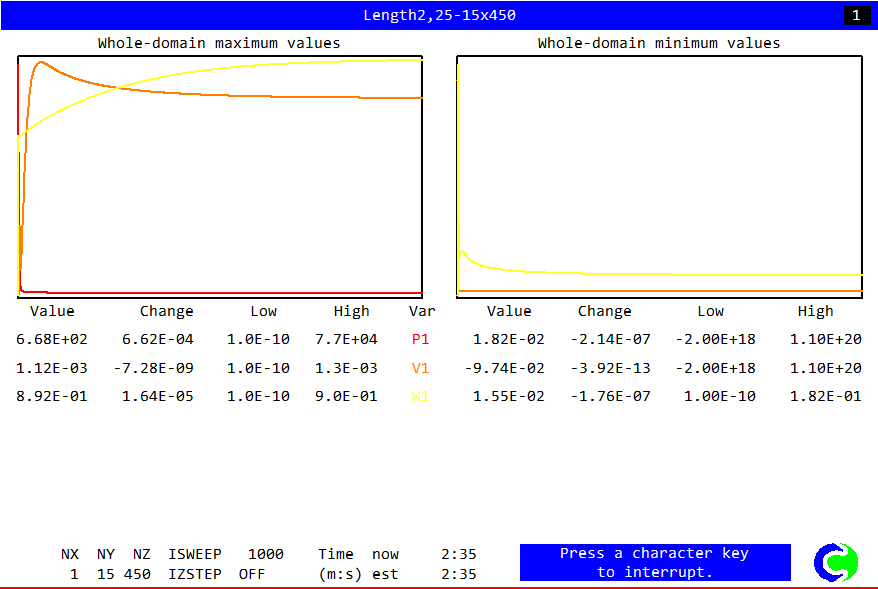 Length2,25-15x450 1
Whole-domain maximum values Whole-domain minimum values
Value Change Low High Var Value Change Low High
6.68E+02 6.62E-04 1.0E-10 7.7E+04 P1 1.82E-02 -2.14E-07 -2.00E+18 1.10E+20
1.12E-03 -7.28E-09 1.0E-10 1.3E-03 V1 -9.74E-02 -3.92E-13 -2.00E+18 1.10E+20
8.92E-01 1.64E-05 1.0E-10 9.0E-01 W1 1.55E-02 -1.76E-07 1.00E-10 1.82E-01
NX NY NZ ISWEEP 1000 Time now 2:35 Press a character key
1 15 450 IZSTEP OFF (m:s) est 2:35 to interrupt.